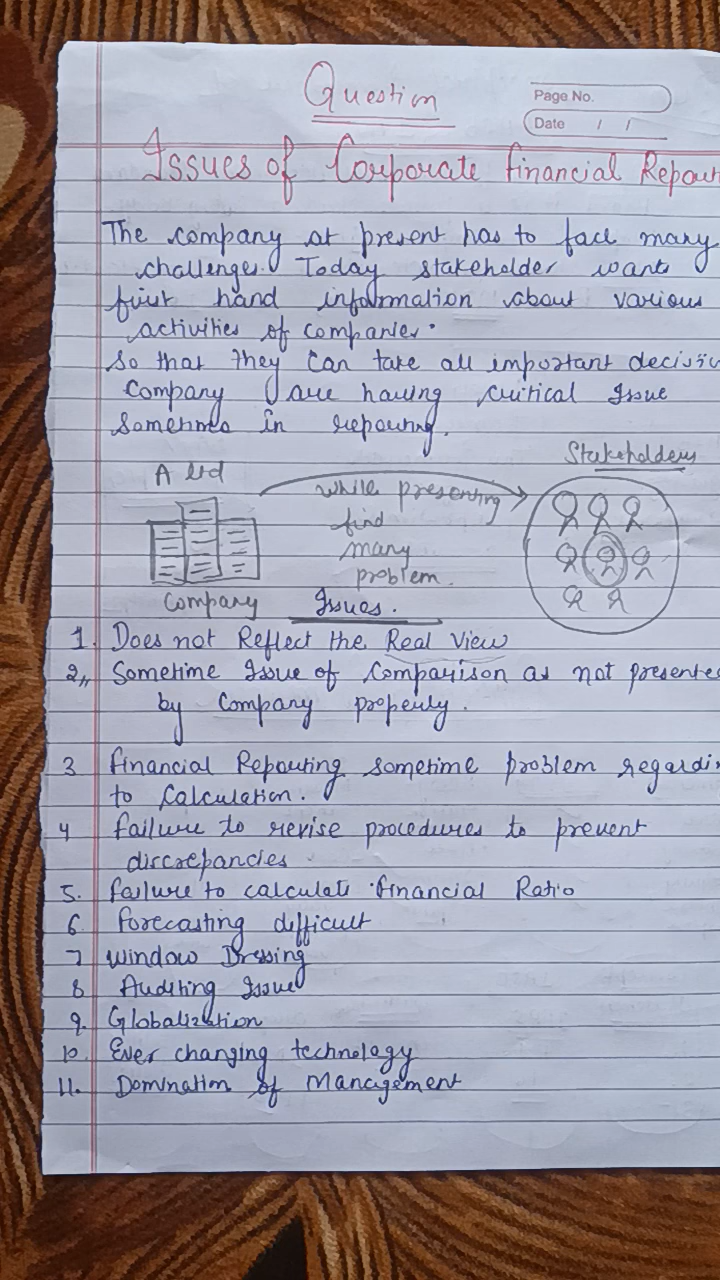 Question
Page No.
Date / /
Issues of Corporate financial Report
The company at present has to face many
challenges. Today stakeholder wants
first hand information about various
activities of companies.
So that they can take all important decisi
Company are having critical Issue
Sometimes in reporting.
Stakeholders
A Ltd
while presenting
find
many
problem.
Company
Issues.
1. Does not Reflect the Real View
2,, Sometime Issue of Comparison as not presente
by Company properly.
3 financial Reporting sometime problem regardi
to Calculation.
4 failure to revise procedures to prevent
discrepancies
5. failure to calculate financial Ratio
6 forecasting difficult
7 Window Dressing
8 Auditing Issue
9. Globalization
10. Ever changing technology
11. Domination of Management